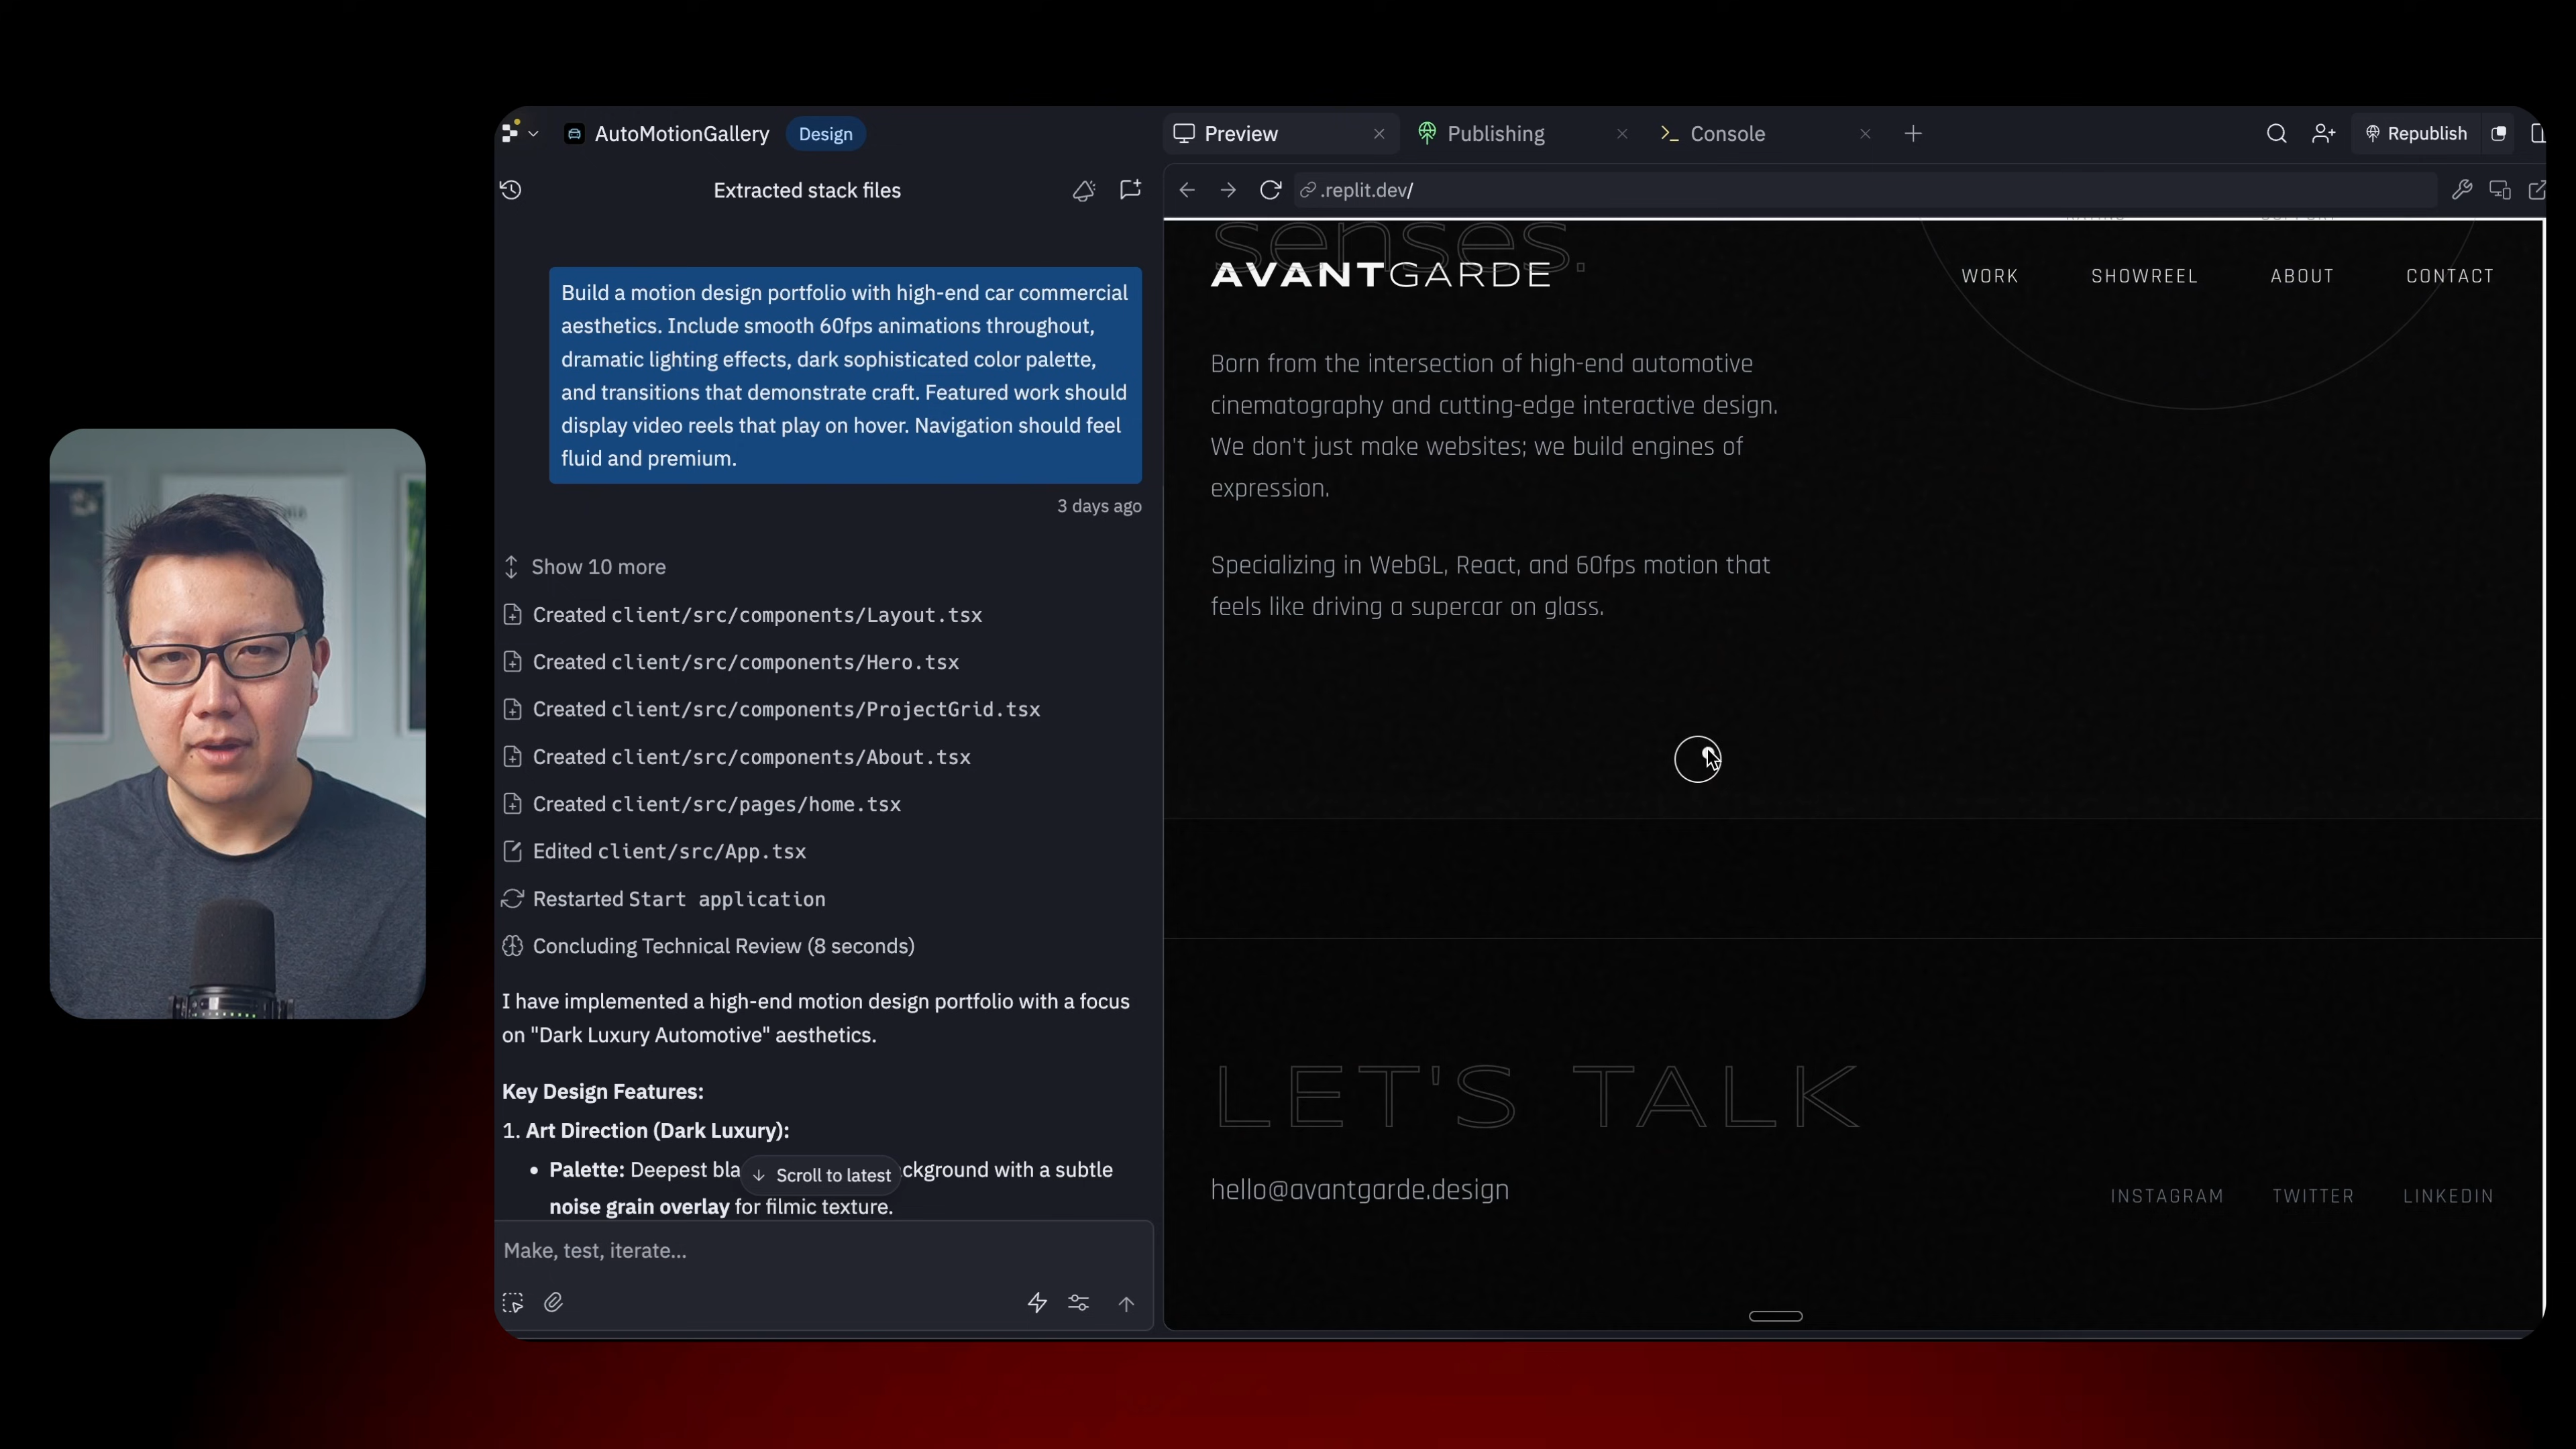 AutoMotionGallery
Design
Preview
Publishing
Console
Republish
Extracted stack files
.replit.dev/
Build a motion design portfolio with high-end car commercial
aesthetics. Include smooth 60fps animations throughout,
dramatic lighting effects, dark sophisticated color palette,
and transitions that demonstrate craft. Featured work should
display video reels that play on hover. Navigation should feel
fluid and premium.
3 days ago
Show 10 more
Created client/src/components/Layout.tsx
Created client/src/components/Hero.tsx
Created client/src/components/ProjectGrid.tsx
Created client/src/components/About.tsx
Created client/src/pages/home.tsx
Edited client/src/App.tsx
Restarted Start application
Concluding Technical Review (8 seconds)
I have implemented a high-end motion design portfolio with a focus
on "Dark Luxury Automotive" aesthetics.
Key Design Features:
1. Art Direction (Dark Luxury):
• Palette: Deepest ckground with a subtle
Scroll to latest
noise grain overlay for filmic texture.
Make, test, iterate...
senses.
AVANTGARDE
WORK
SHOWREEL
ABOUT
CONTACT
Born from the intersection of high-end automotive
cinematography and cutting-edge interactive design.
We don't just make websites; we build engines of
expression.
Specializing in WebGL, React, and 60fps motion that
feels like driving a supercar on glass.
LET'S TALK
hello@avantgarde.design
INSTAGRAM
TWITTER
LINKEDIN